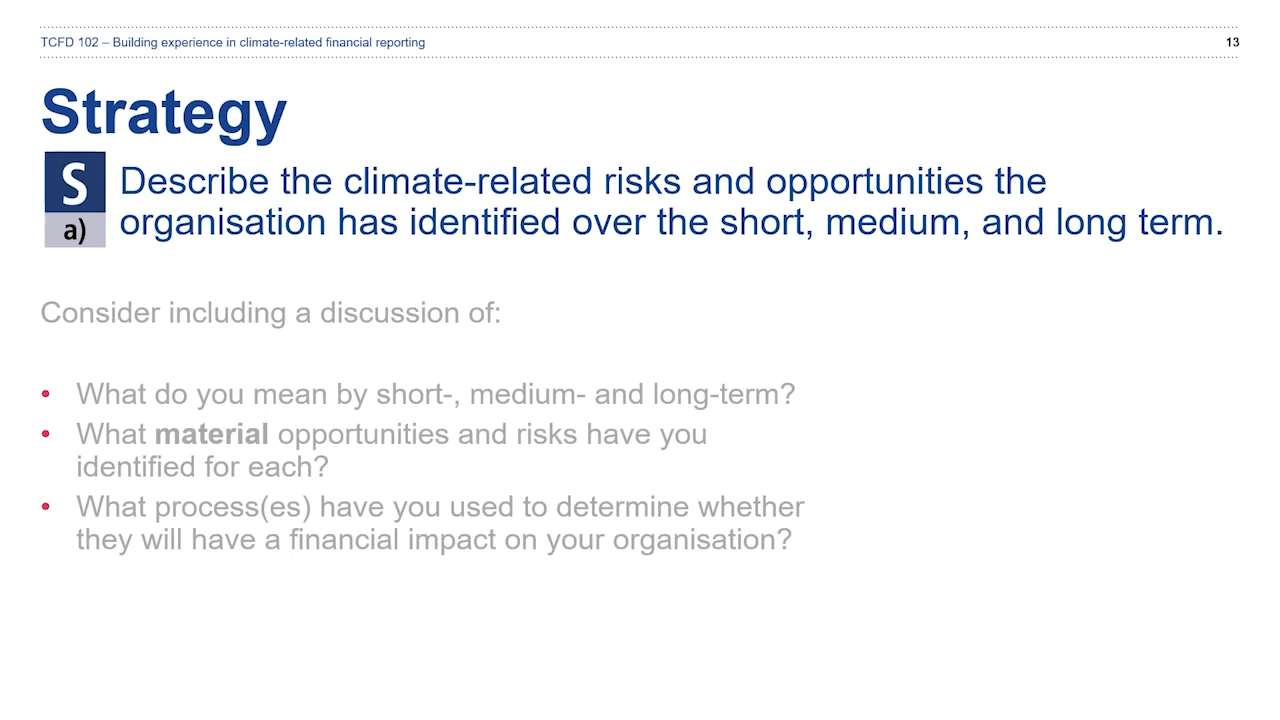 TCFD 102 – Building experience in climate-related financial reporting
13
Strategy
S
a)
Describe the climate-related risks and opportunities the
organisation has identified over the short, medium, and long term.
Consider including a discussion of:
• What do you mean by short-, medium- and long-term?
• What material opportunities and risks have you
identified for each?
• What process(es) have you used to determine whether
they will have a financial impact on your organisation?